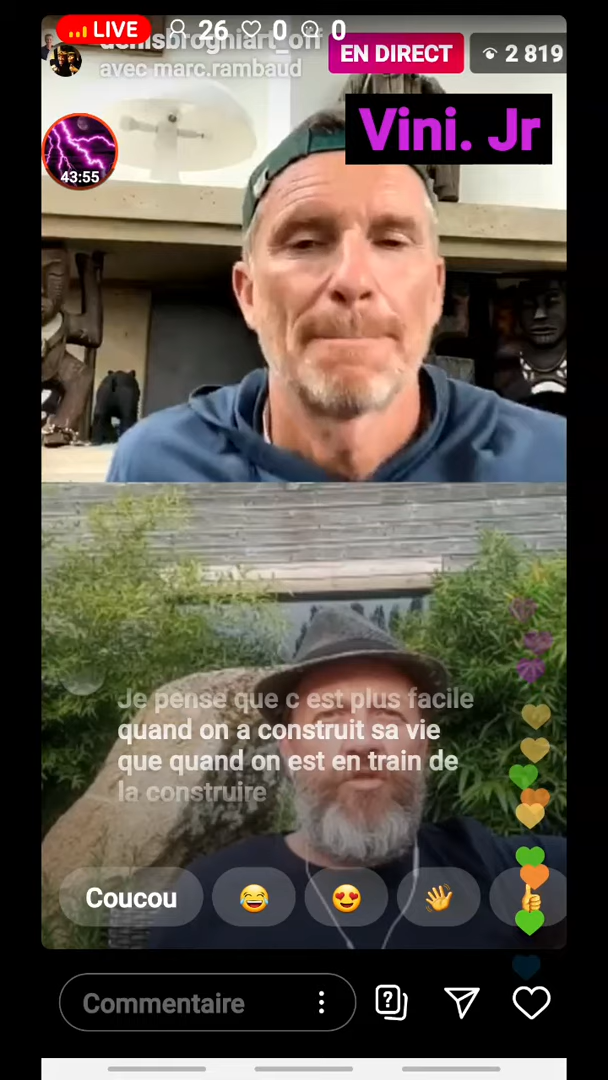 LIVE 26 0 0
denisbrogniart_off
EN DIRECT 2 819
avec marc.rambaud
Vini. Jr
43:55
Je pense que c est plus facile
quand on a construit sa vie
que quand on est en train de
la construire
Coucou
Commentaire